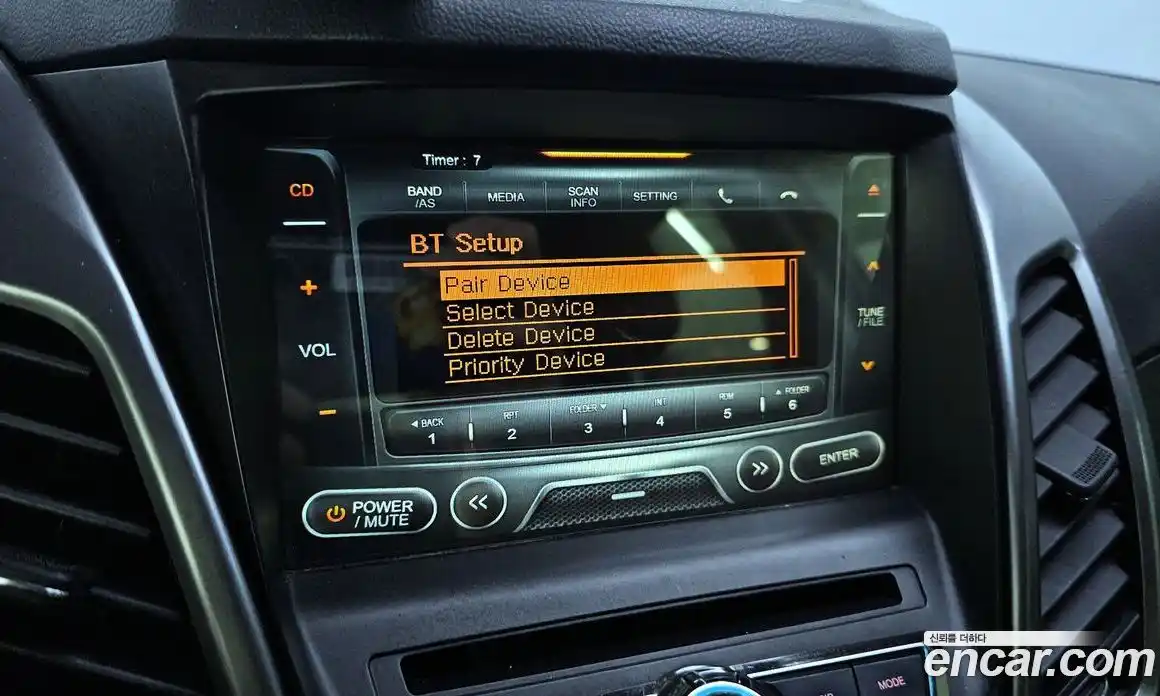 Timer : 7
CD
BAND
/AS
MEDIA
SCAN
INFO
SETTING
BT Setup
Pair Device
Select Device
Delete Device
Priority Device
+
VOL
-
TUNE
/FILE
◀ BACK
1
RPT
2
FOLDER ▼
3
INT
4
RDM
5
▲ FOLDER
6
POWER
/ MUTE
<<
>>
ENTER
MODE
신뢰를 더하다
encar.com